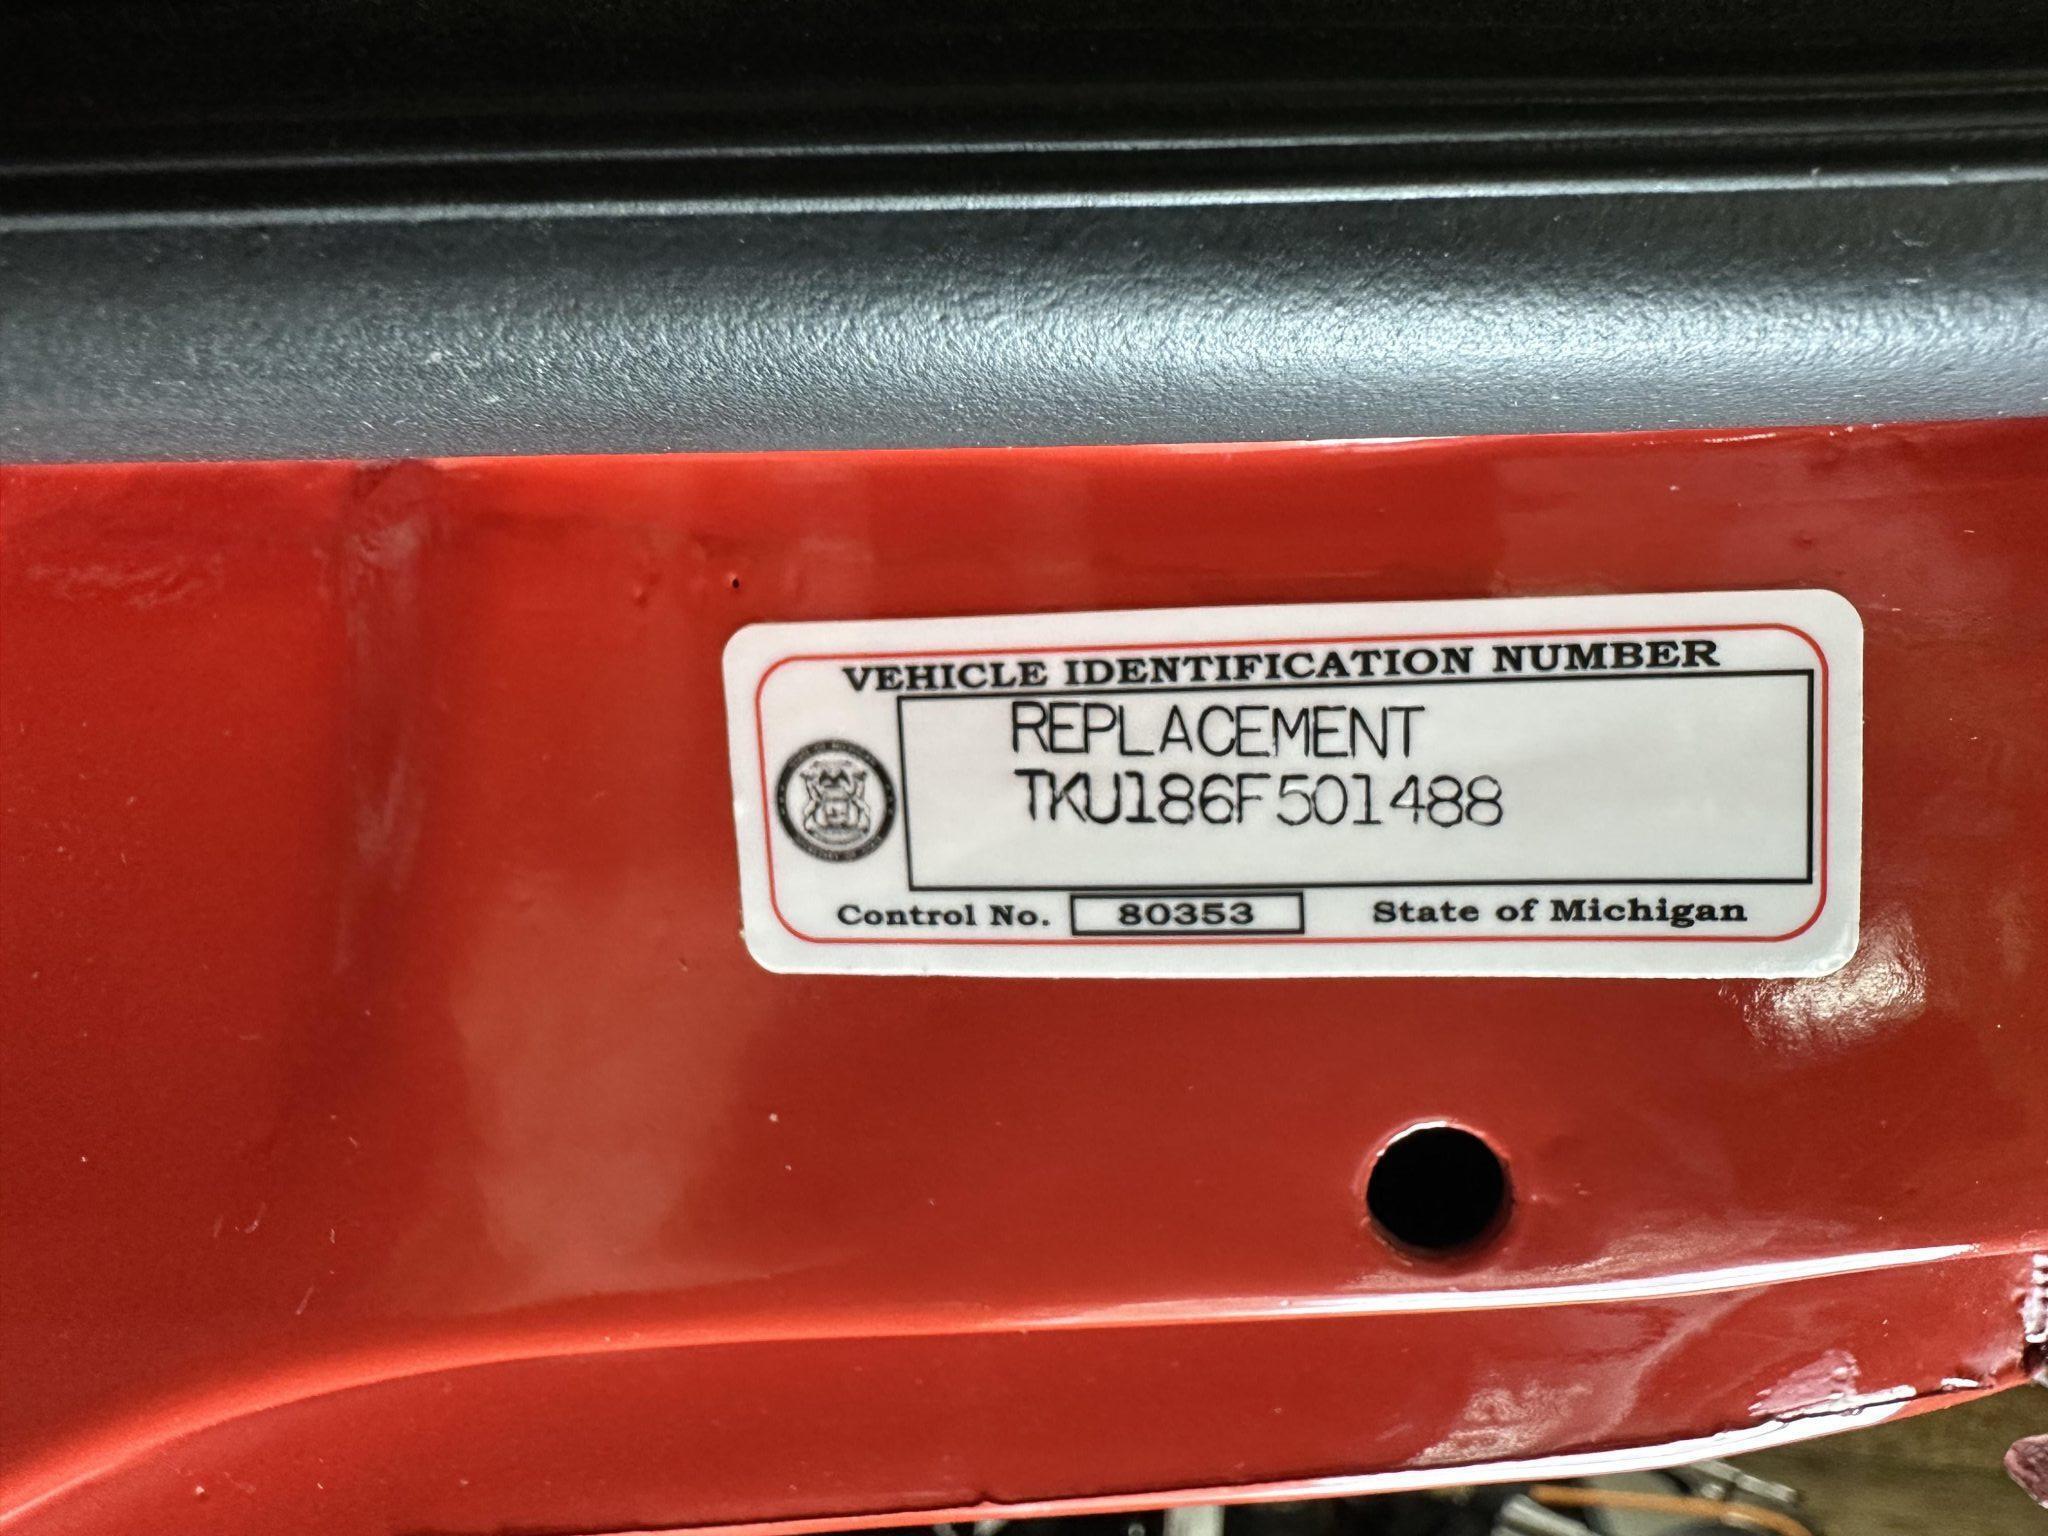 VEHICLE IDENTIFICATION NUMBER
REPLACEMENT
TKU186F501488
Control No. 80353 State of Michigan